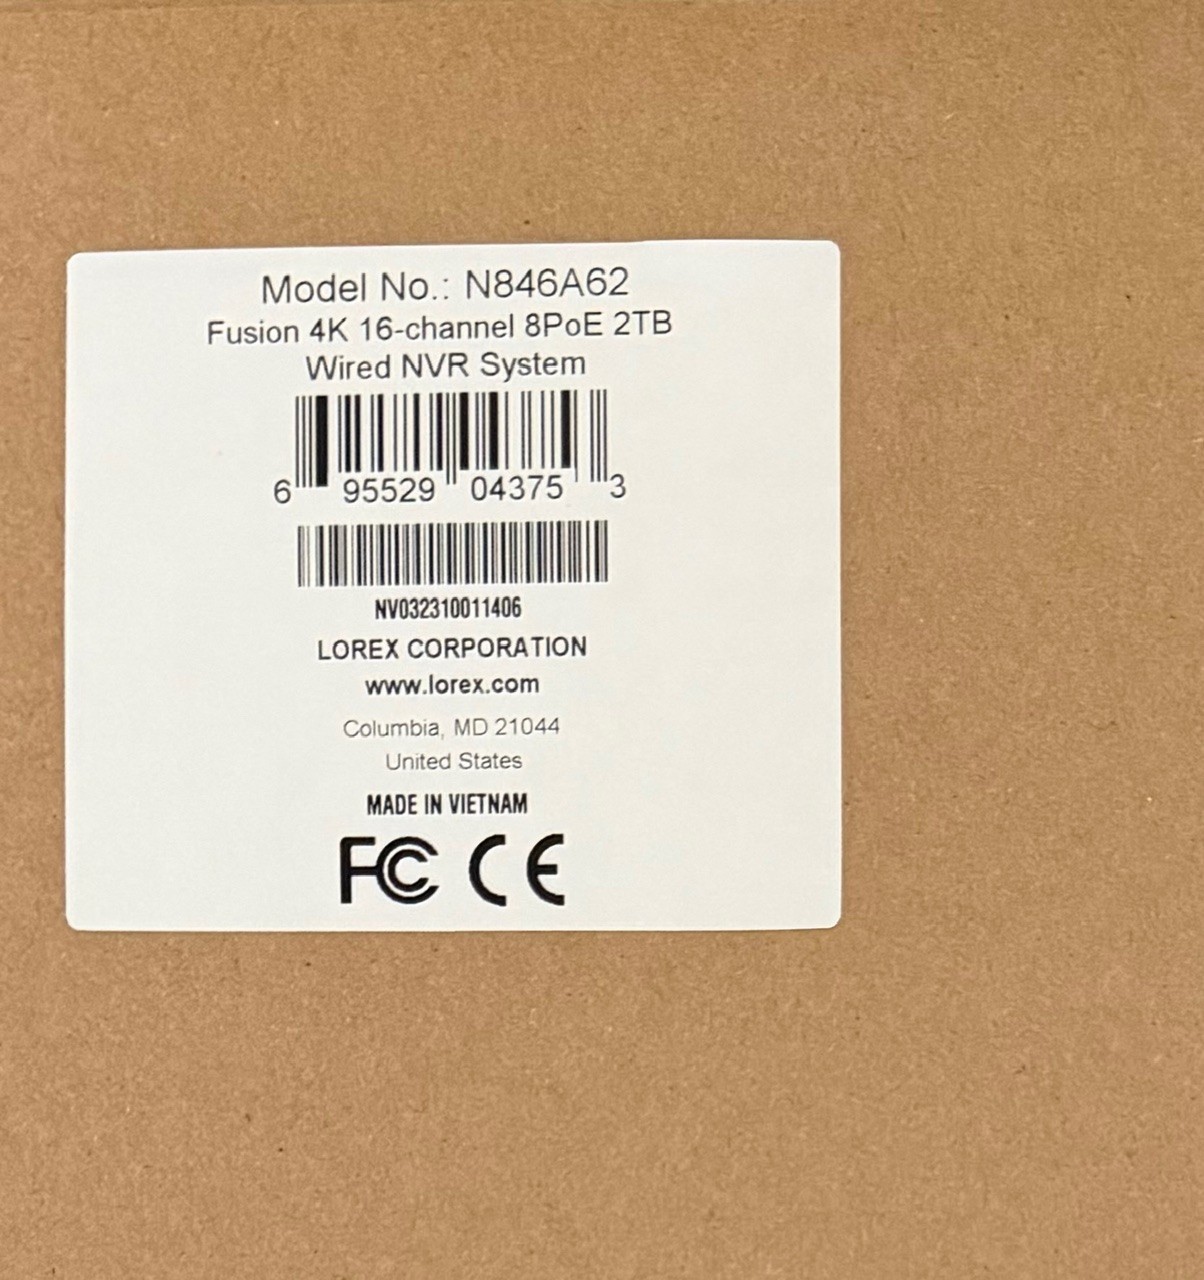 Model No.: N846A62
Fusion 4K 16-channel 8PoE 2TB
Wired NVR System
6 95529 04375 3
NV032310011406
LOREX CORPORATION
www.lorex.com
Columbia, MD 21044
United States
MADE IN VIETNAM
FC CE